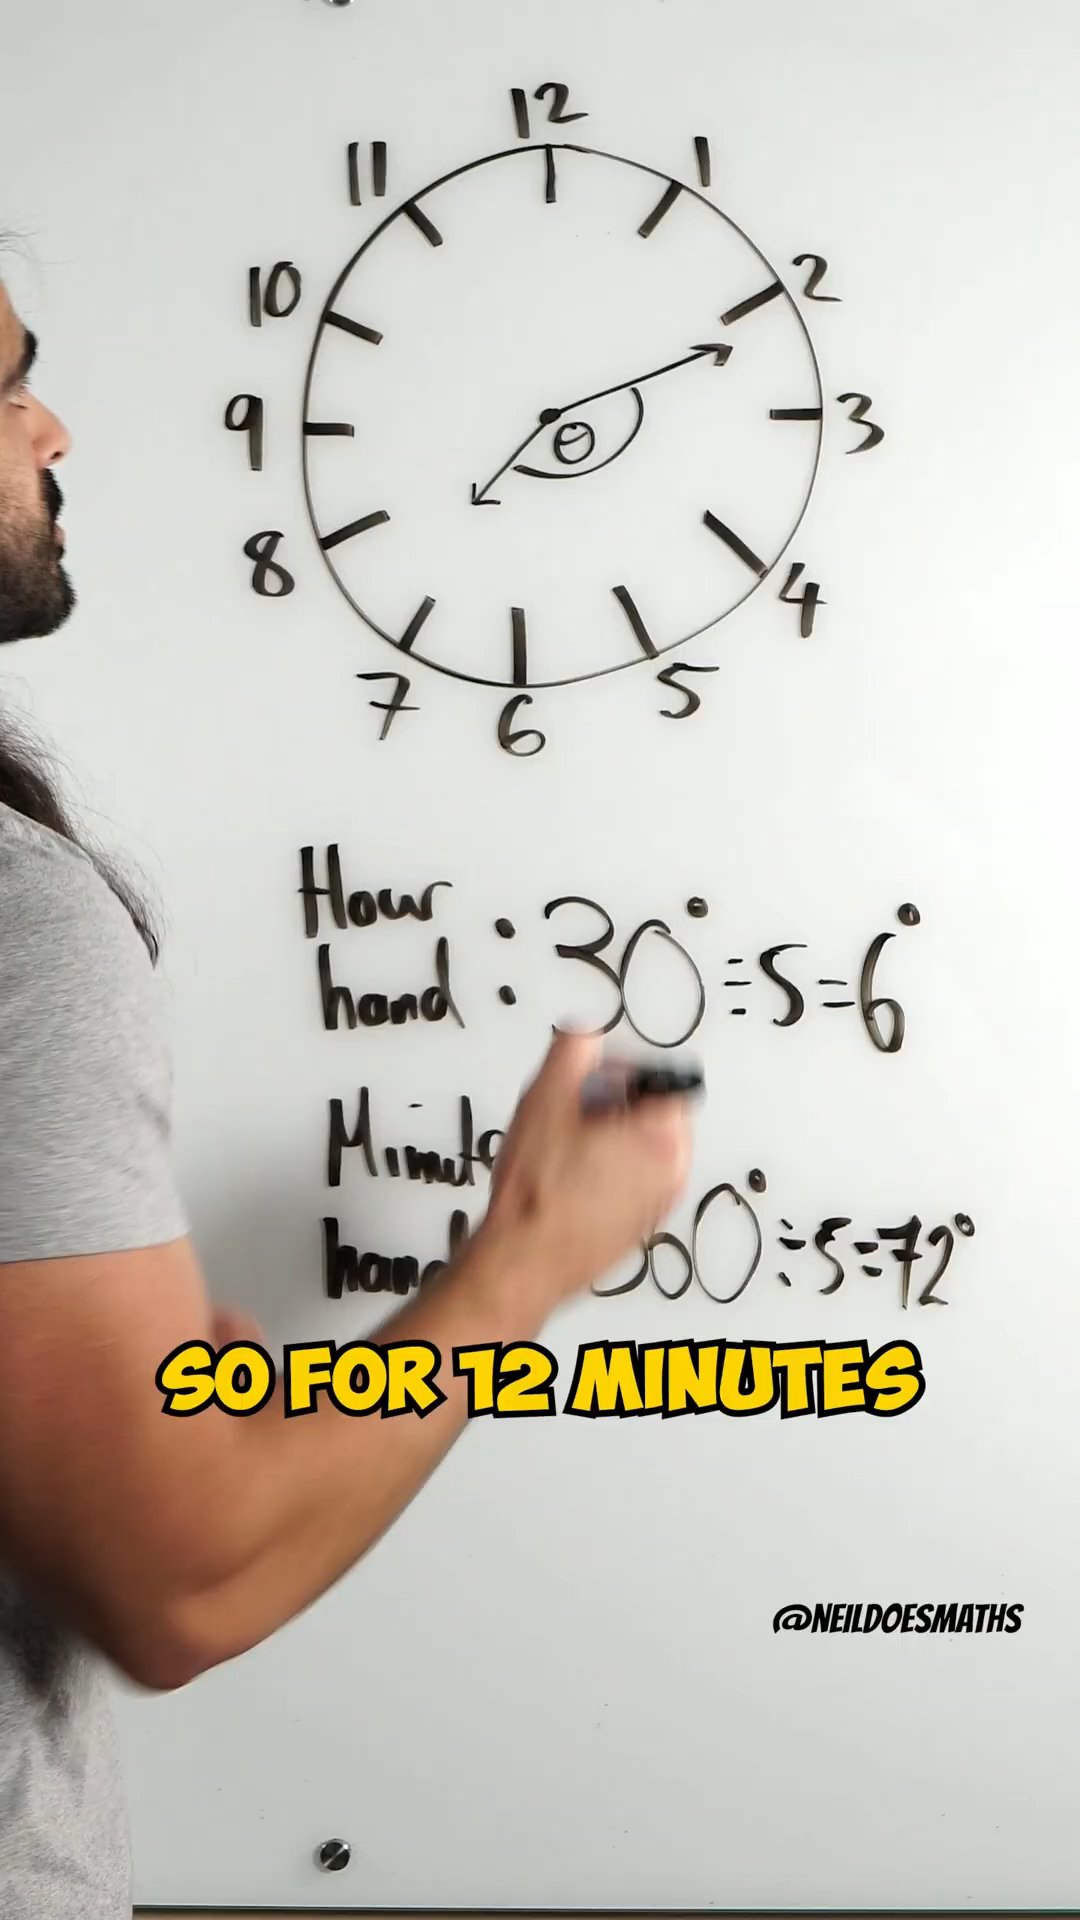 12
11
1
10
2
9
3
8
4
7
5
6
θ
Hour
hand : 30° ÷ 5 = 6°
Minute
hand 360° ÷ 5 = 72°
SO FOR 12 MINUTES
@NEILDOESMATHS